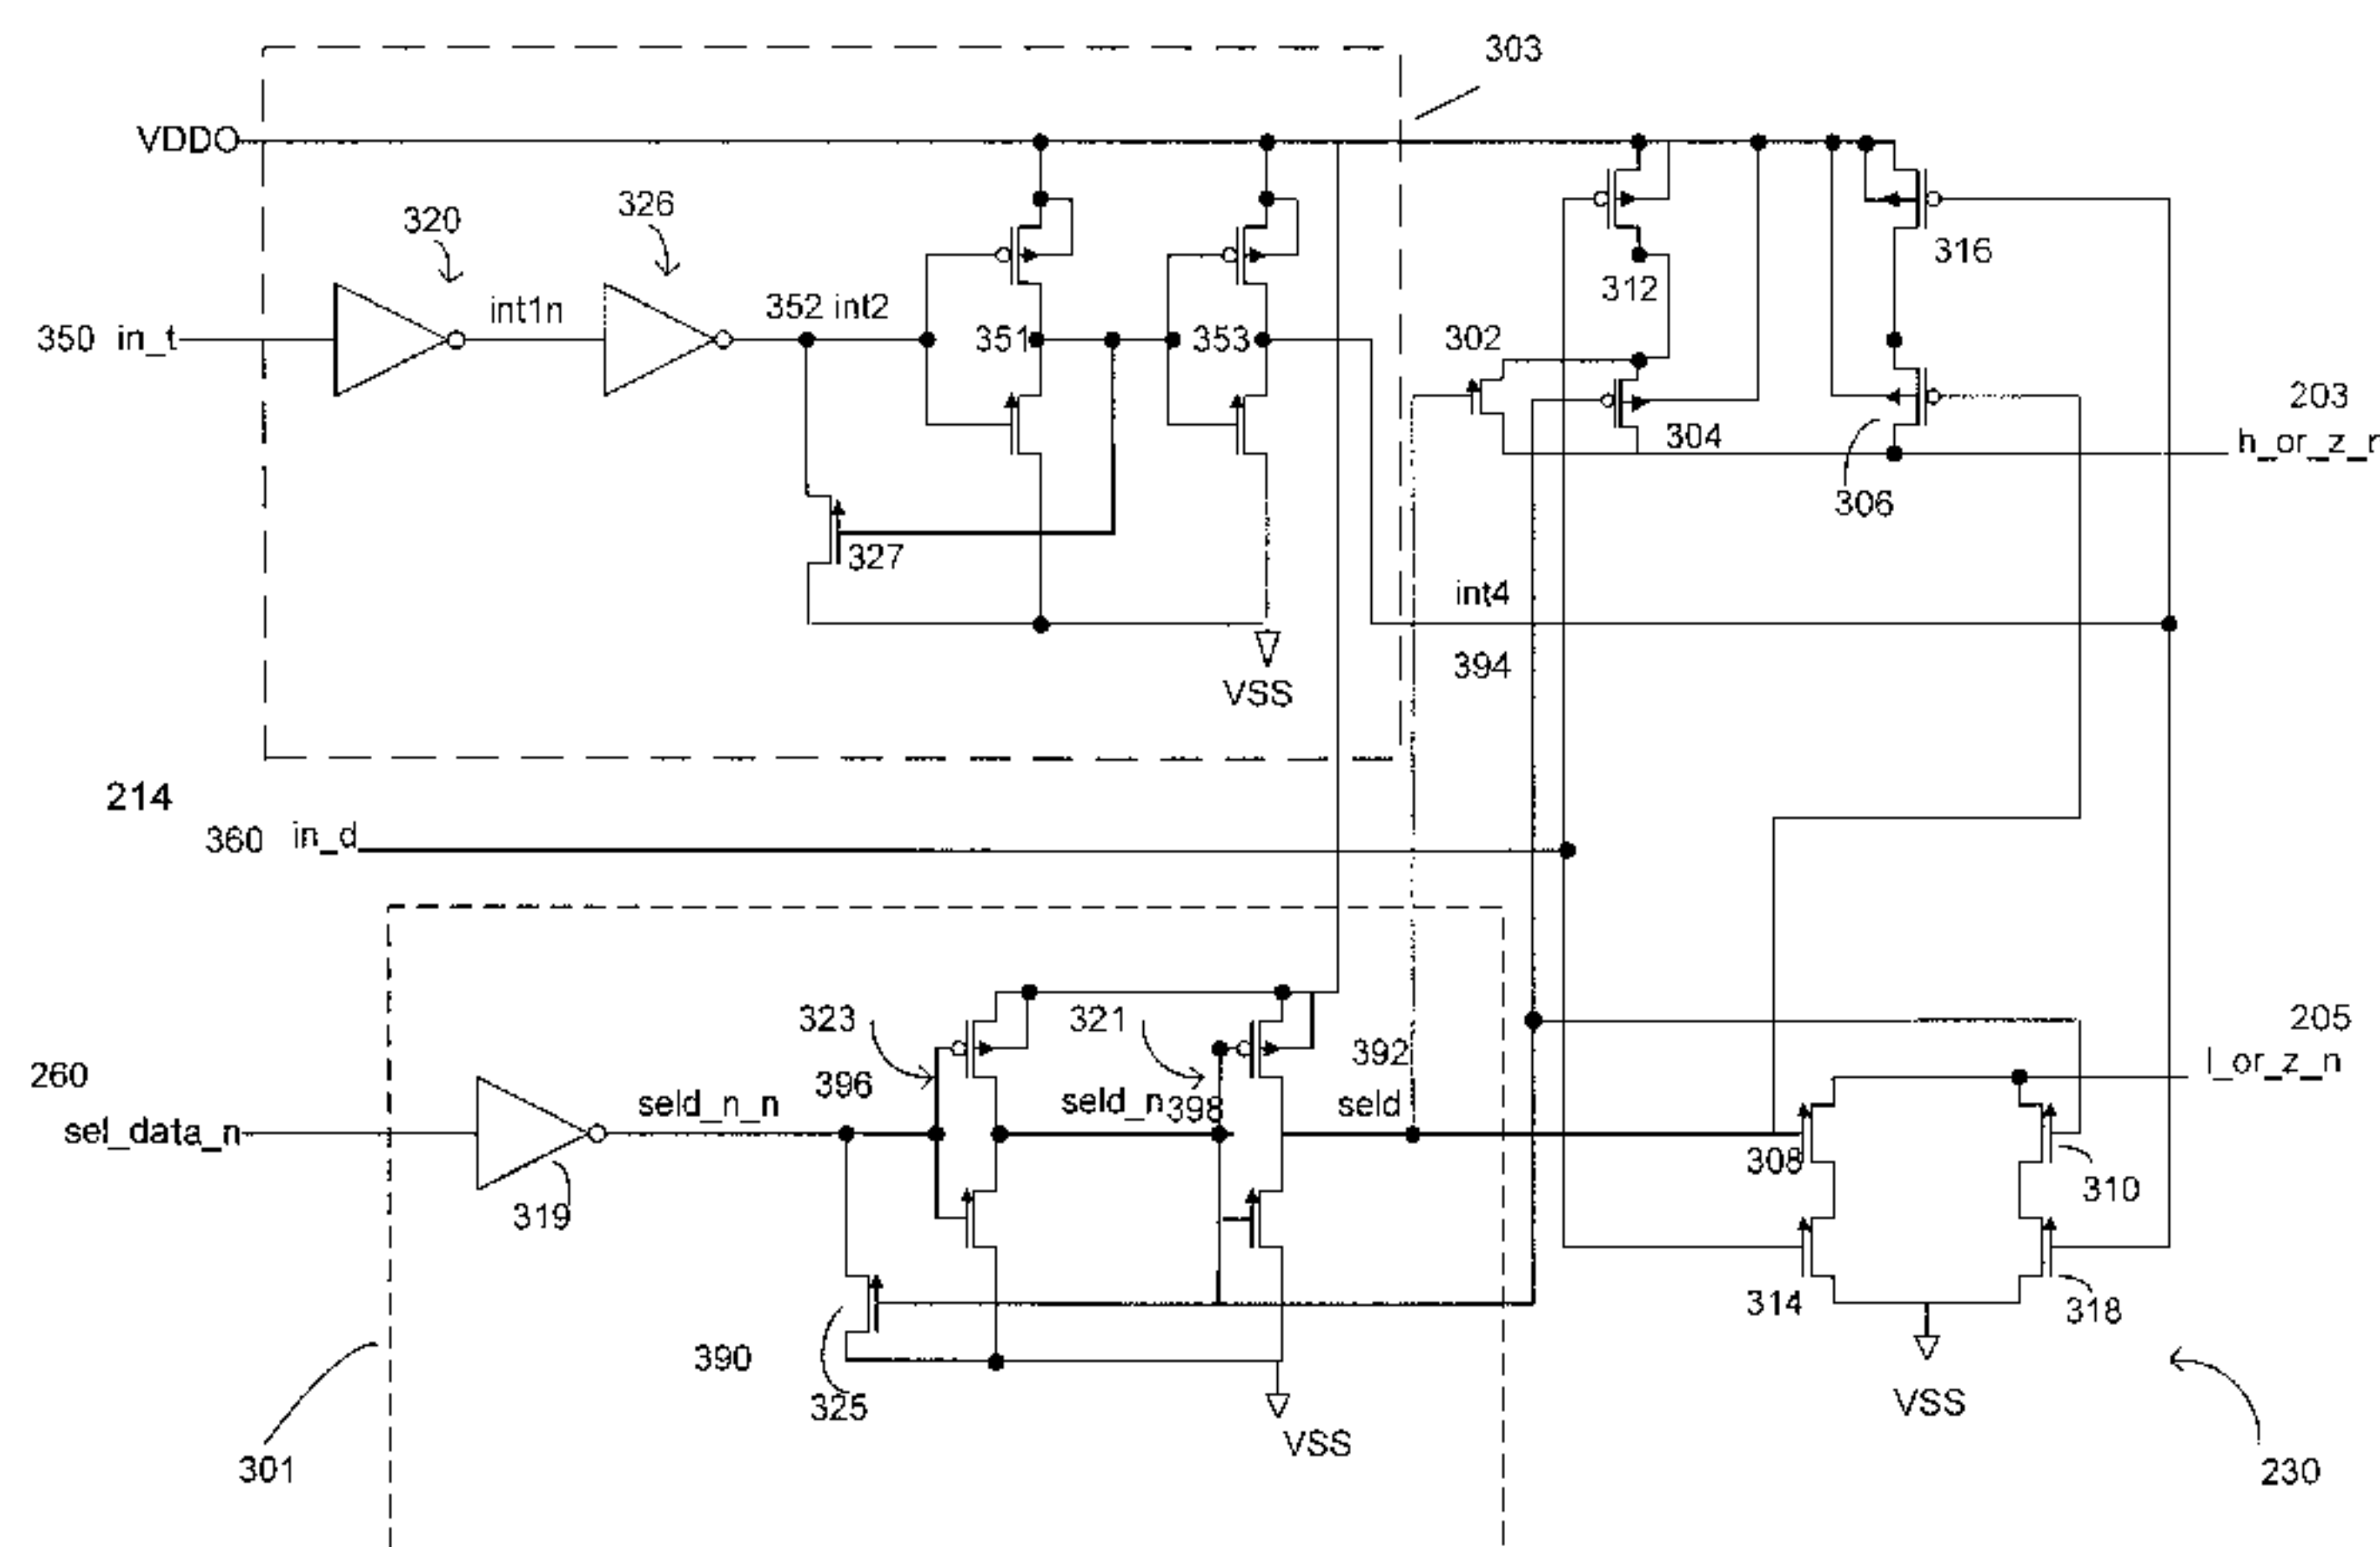 303
VDD
320
326
316
312
int1n
352 int2
350 in_t
351
353
302
203
304
h_or_z_n
306
327
int4
394
VSS
214
360 in_d
323
321
205
392
260
396
l_or_z_n
seld_n_n
seld_n
398
seld
sel_data_n
308
310
319
314
318
390
325
VSS
VSS
301
230